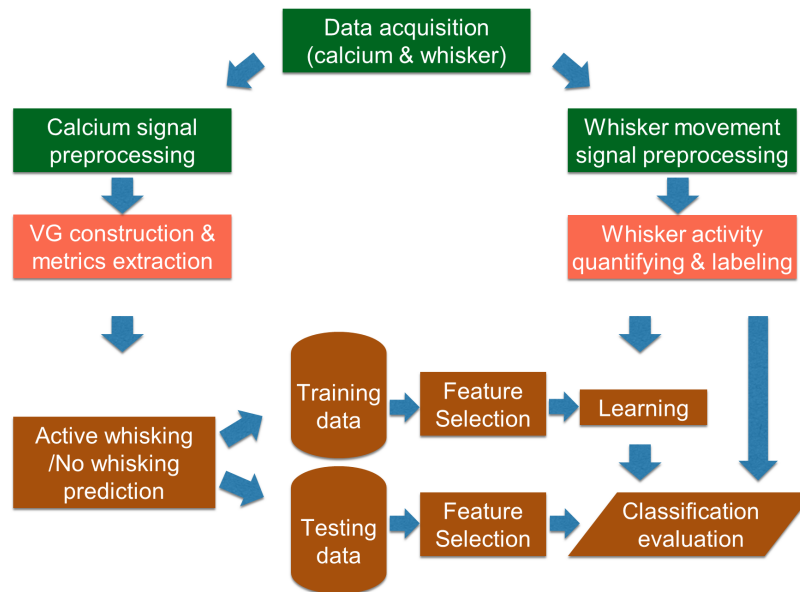 Data acquisition
(calcium & whisker)
Calcium signal
preprocessing
Whisker movement
signal preprocessing
VG construction &
metrics extraction
Whisker activity
quantifying & labeling
Training
data
Feature
Selection
Learning
Active whisking
/No whisking
prediction
Testing
data
Feature
Selection
Classification
evaluation